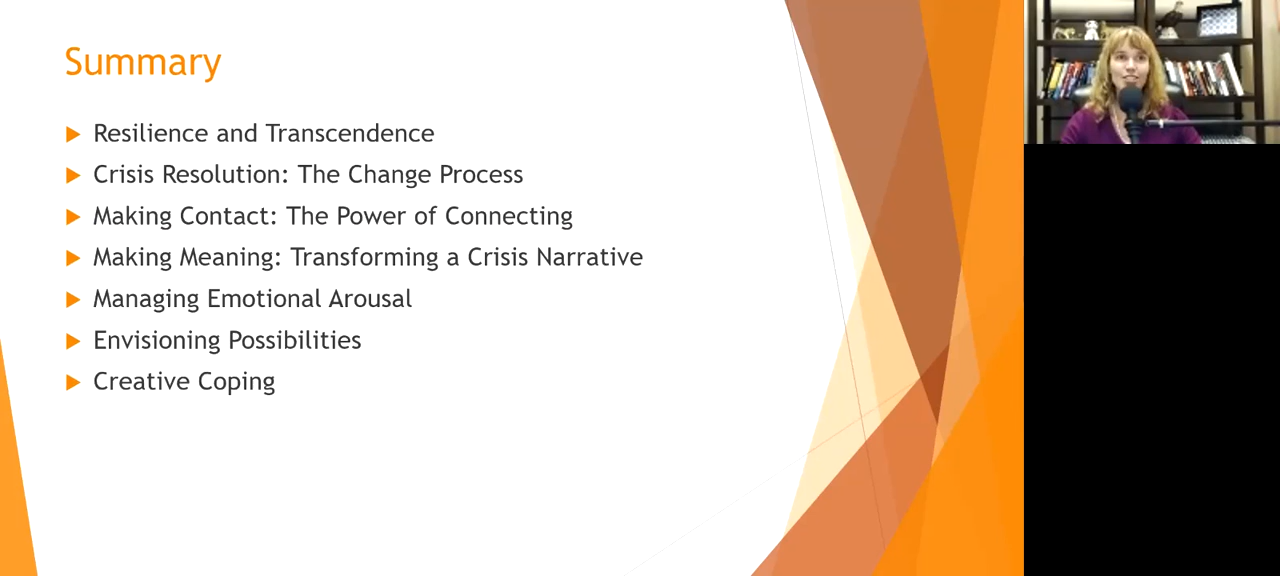 Summary
Resilience and Transcendence
Crisis Resolution: The Change Process
Making Contact: The Power of Connecting
Making Meaning: Transforming a Crisis Narrative
Managing Emotional Arousal
Envisioning Possibilities
Creative Coping